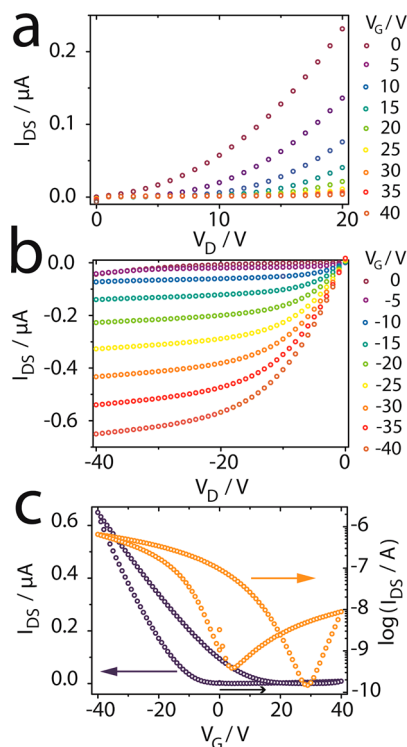 a
V_G / V
0
5
10
15
20
25
30
35
40
I_DS / µA
0.2
0.1
0.0
0 10 20
V_D / V
b
V_G / V
0
-5
-10
-15
-20
-25
-30
-35
-40
I_DS / µA
0.0
-0.2
-0.4
-0.6
-40 -20 0
V_D / V
c
I_DS / µA
0.6
0.4
0.2
0.0
-6
-7
-8
-9
-10
log(I_DS / A)
-40 -20 0 20 40
V_G / V